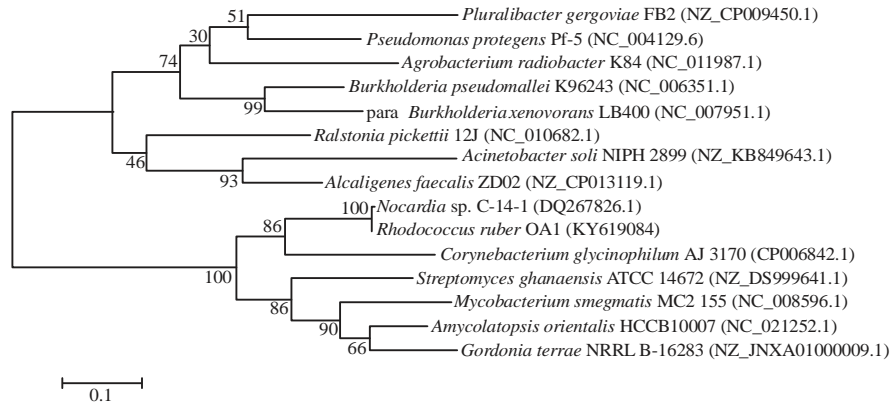 Pluralibacter gergoviae FB2 (NZ_CP009450.1)
51
Pseudomonas protegens Pf-5 (NC_004129.6)
30
Agrobacterium radiobacter K84 (NC_011987.1)
74
Burkholderia pseudomallei K96243 (NC_006351.1)
99
para Burkholderia xenovorans LB400 (NC_007951.1)
Ralstonia pickettii 12J (NC_010682.1)
46
Acinetobacter soli NIPH 2899 (NZ_KB849643.1)
93
Alcaligenes faecalis ZD02 (NZ_CP013119.1)
100
Nocardia sp. C-14-1 (DQ267826.1)
86
Rhodococcus ruber OA1 (KY619084)
Corynebacterium glycinophilum AJ 3170 (CP006842.1)
100
Streptomyces ghanaensis ATCC 14672 (NZ_DS999641.1)
86
Mycobacterium smegmatis MC2 155 (NC_008596.1)
90
Amycolatopsis orientalis HCCB10007 (NC_021252.1)
66
Gordonia terrae NRRL B-16283 (NZ_JNXA01000009.1)
0.1